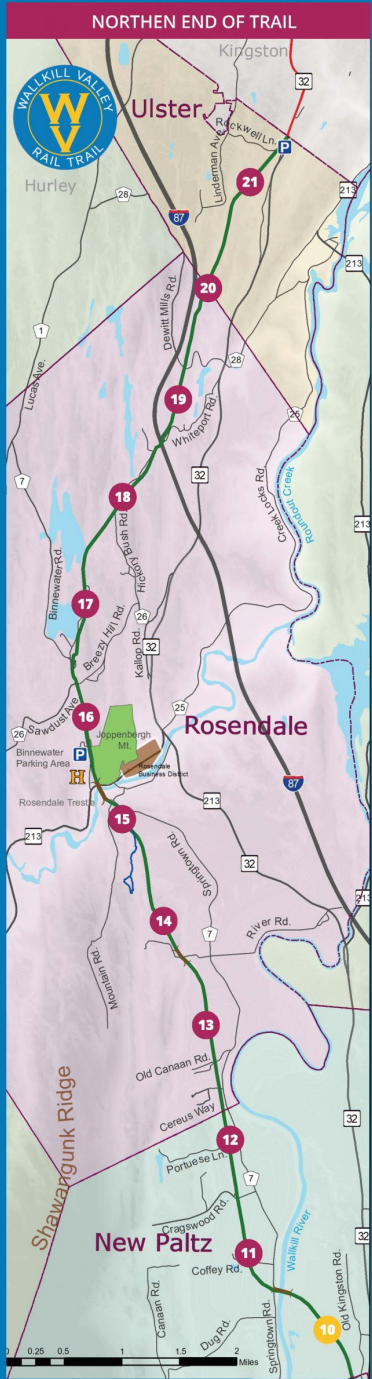 NORTHEN END OF TRAIL
WALLKILL VALLEY
WV
RAIL TRAIL
Kingston
32
Ulster
Rockwell Ln.
Linderman Ave
P
21
Hurley
28
213
87
213
20
Dewitt Mills Rd.
1
Lucas Ave.
28
19
Whiteport Rd.
25
7
32
Creek Locks Rd.
Roundout Creek
18
Hickory Bush Rd.
213
Binnewater Rd.
17
Breezy Hill Rd.
26
Kallop Rd.
32
Sawdust Ave
16
25
26
Joppenbergh
Mt.
Rosendale
Binnewater
Parking Area
P
Rosendale
Business District
H
87
Rosendale Trestle
213
15
213
32
Springtown Rd.
213
14
River Rd.
7
Mountain Rd.
13
Old Canaan Rd.
Cereus Way
32
12
Portuese Ln.
7
Shawangunk Ridge
Cragswood Rd.
Wallkill River
New Paltz
11
32
Coffey Rd.
Canaan Rd.
Dug Rd.
Springtown Rd.
Old Kingston Rd.
10
0 0.25 0.5 1 1.5 2
Miles